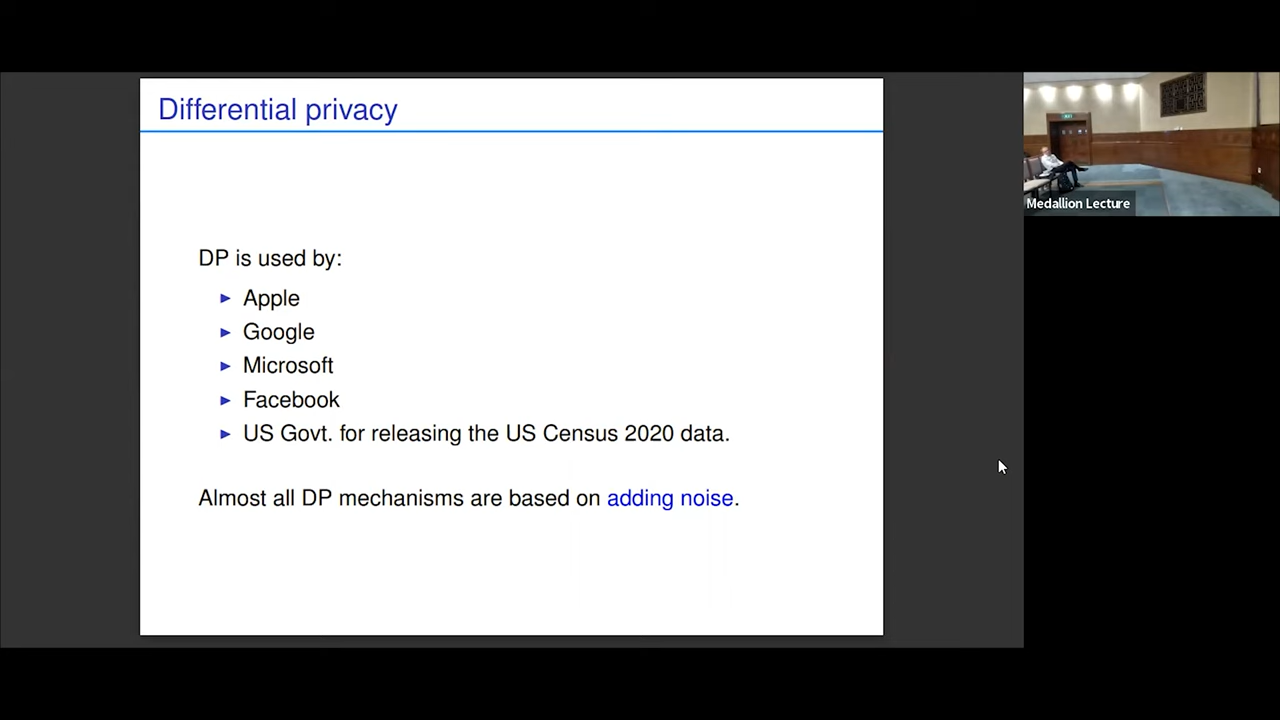 Differential privacy
DP is used by:
Apple
Google
Microsoft
Facebook
US Govt. for releasing the US Census 2020 data.
Almost all DP mechanisms are based on adding noise.
Medallion Lecture